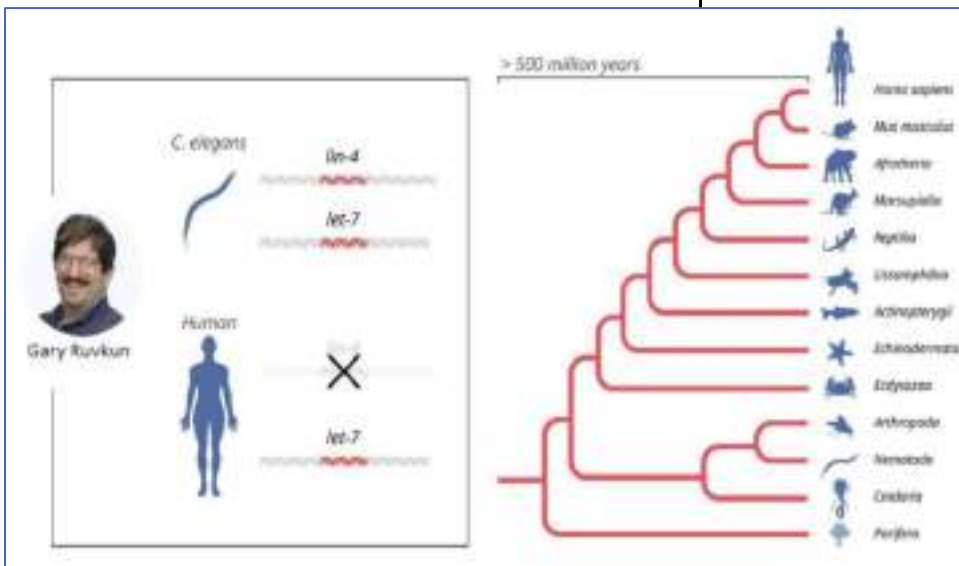 C. elegans
lin-4
let-7
Gary Ruvkun
Human
let-7
> 500 million years
Homo sapiens
Mus musculus
Afrotheria
Marsupialia
Reptilia
Lissamphibia
Actinopterygii
Echinodermata
Ecdysozoa
Arthropoda
Nematoda
Cnidaria
Porifera